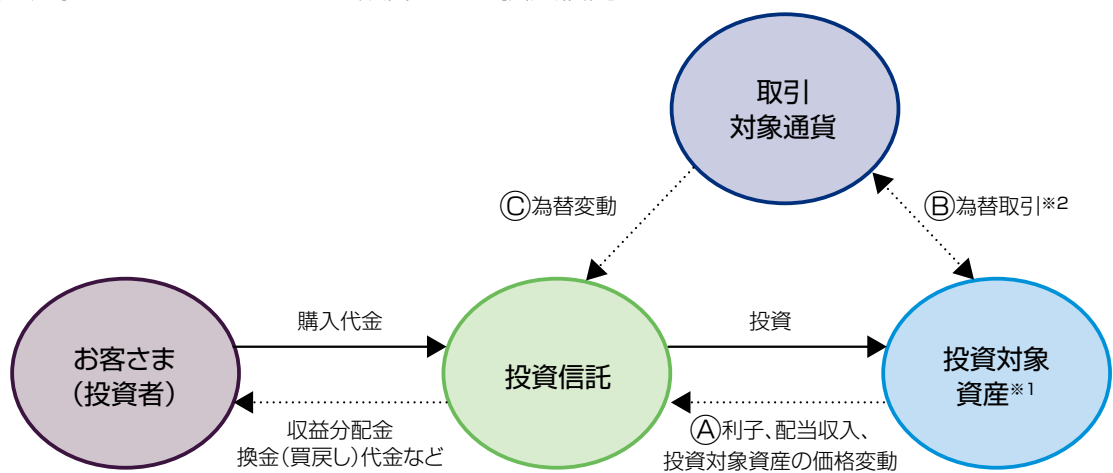 取引
対象通貨
Ⓒ為替変動
Ⓑ為替取引※2
お客さま
（投資者）
購入代金
投資信託
投資
投資対象
資産※1
収益分配金
換金（買戻し）代金など
Ⓐ利子、配当収入、
投資対象資産の価格変動